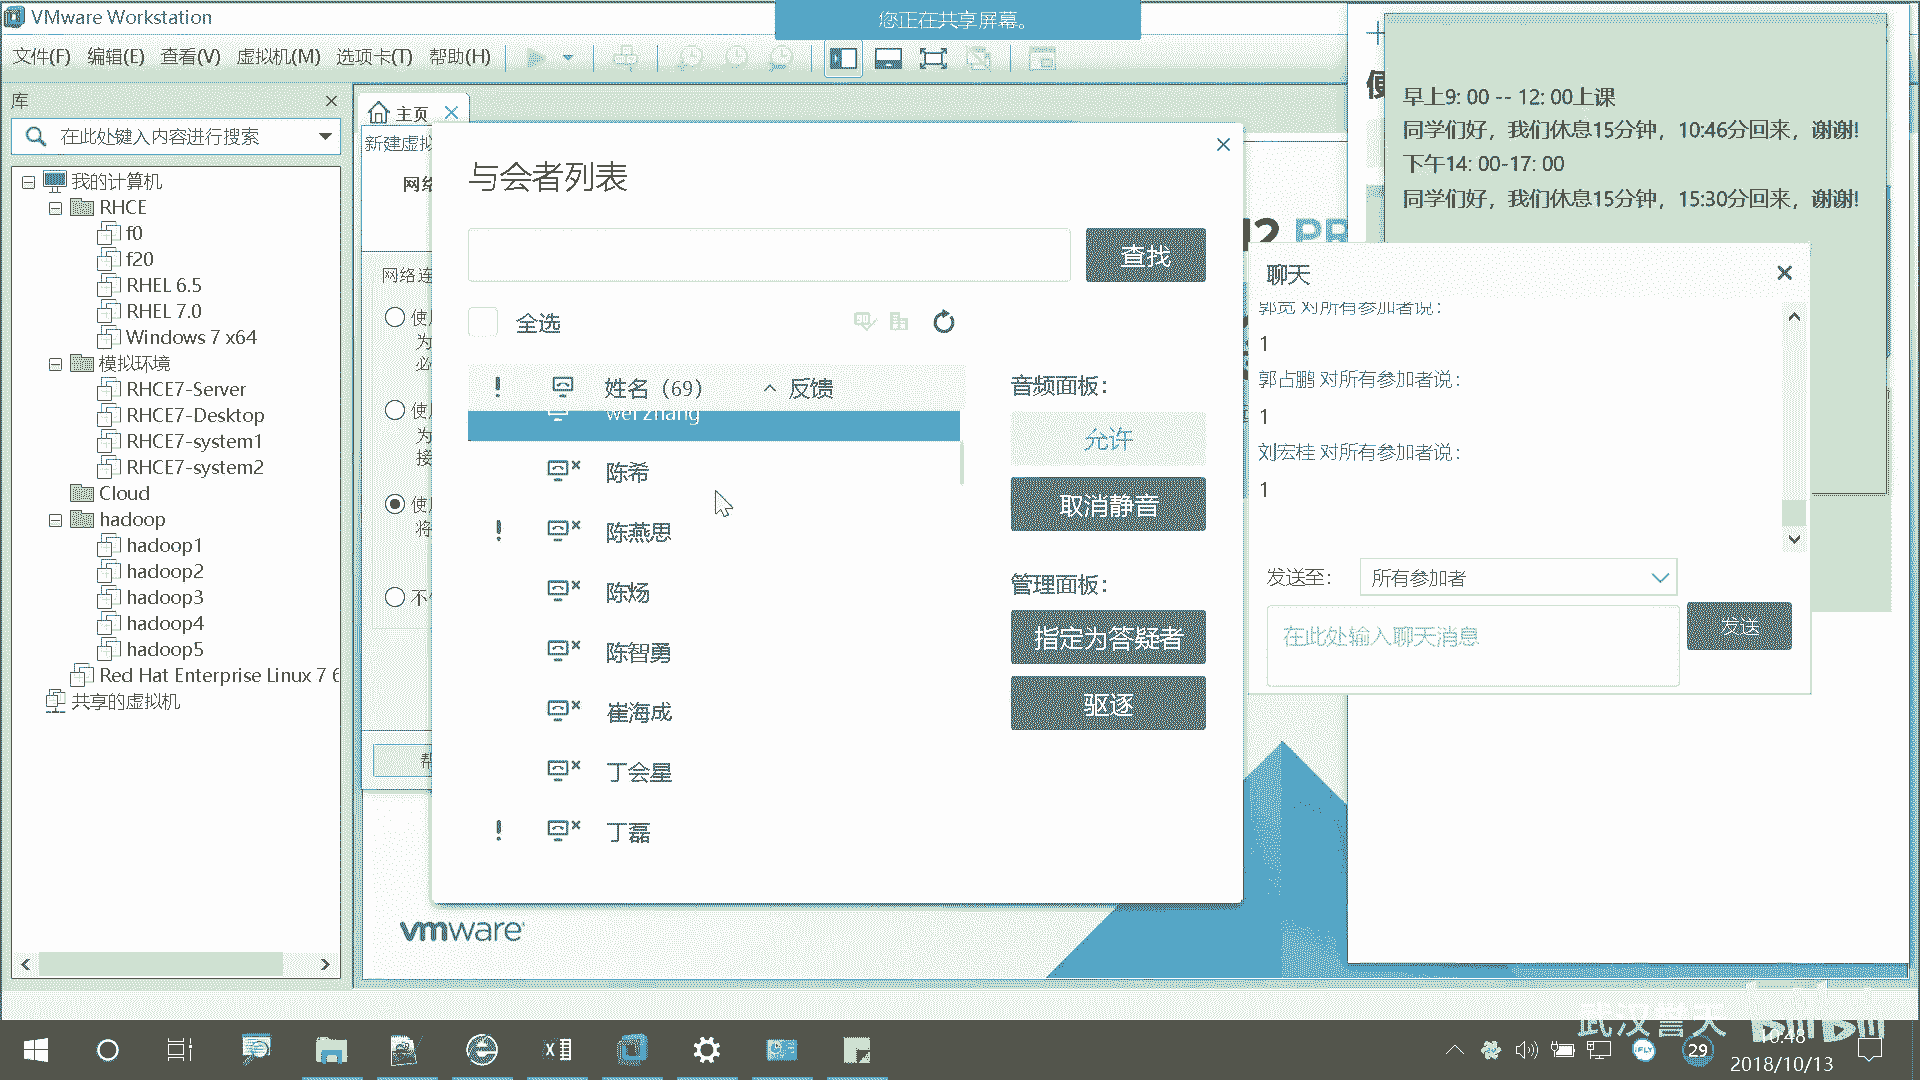 VMware Workstation
您正在共享屏幕。
文件(F) 编辑(E) 查看(V) 虚拟机(M) 选项卡(T) 帮助(H)
库
在此处键入内容进行搜索
我的计算机
RHCE
f0
f20
RHEL 6.5
RHEL 7.0
Windows 7 x64
模拟环境
RHCE7-Server
RHCE7-Desktop
RHCE7-system1
RHCE7-system2
Cloud
hadoop
hadoop1
hadoop2
hadoop3
hadoop4
hadoop5
Red Hat Enterprise Linux 7 6
共享的虚拟机
主页
新建虚拟
网络
网络连
使
为
必
使
为
接
使
将
不
帮
12 PR
vmware
与会者列表
查找
全选
姓名（69）
反馈
wei zhang
陈希
陈燕思
陈炀
陈智勇
崔海成
丁会星
丁磊
音频面板：
允许
取消静音
管理面板：
指定为答疑者
驱逐
早上9: 00 -- 12: 00上课
同学们好，我们休息15分钟，10:46分回来，谢谢!
下午14: 00-17: 00
同学们好，我们休息15分钟，15:30分回来，谢谢!
聊天
郭宽 对所有参加者说：
1
郭占鹏 对所有参加者说：
1
刘宏桂 对所有参加者说：
1
发送至：
所有参加者
在此处输入聊天消息
发送
武汉誉天
bilibili
29
10:48
2018/10/13